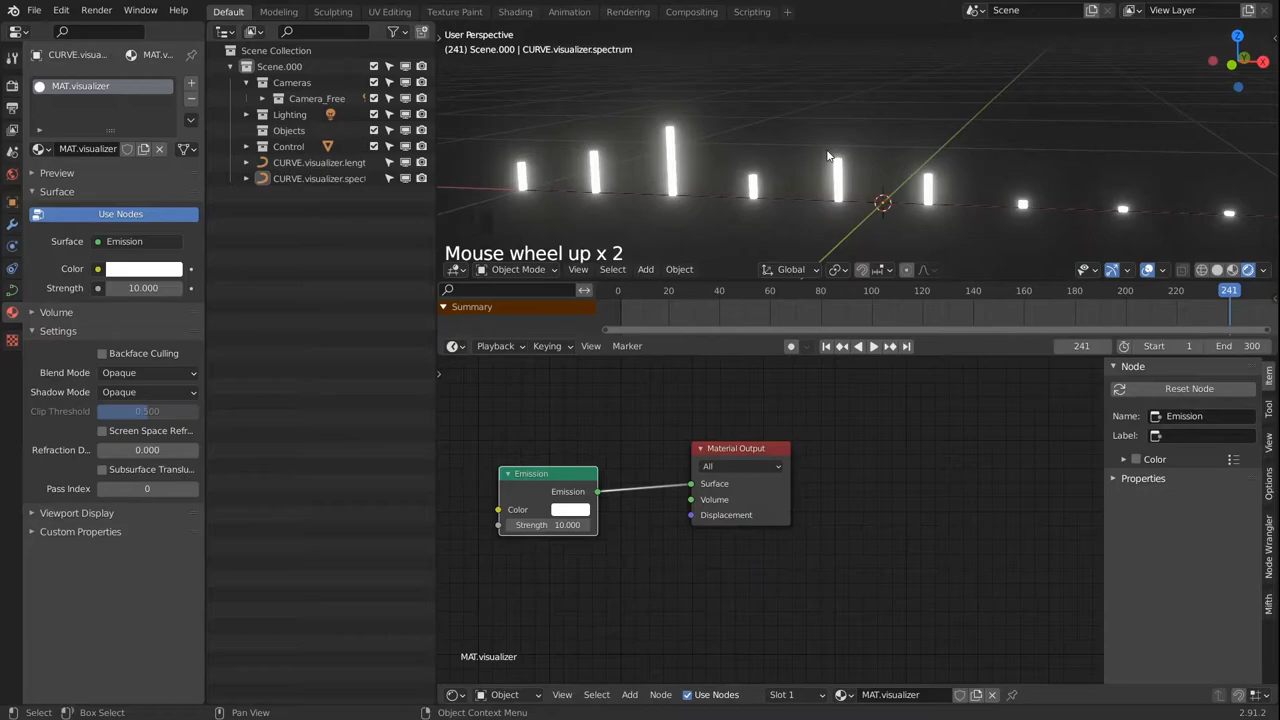 File Edit Render Window Help
Default Modeling Sculpting UV Editing Texture Paint Shading Animation Rendering Compositing Scripting
Scene
View Layer
CURVE.visua...
MAT.v...
MAT.visualizer
MAT.visualizer
Preview
Surface
Use Nodes
Surface Emission
Color
Strength 10.000
Volume
Settings
Backface Culling
Blend Mode Opaque
Shadow Mode Opaque
Clip Threshold 0.500
Screen Space Refr...
Refraction D... 0.000
Subsurface Translu...
Pass Index 0
Viewport Display
Custom Properties
Scene Collection
Scene.000
Cameras
Camera_Free
Lighting
Objects
Control
CURVE.visualizer.lengt
CURVE.visualizer.spect
User Perspective
(241) Scene.000 | CURVE.visualizer.spectrum
Z
Y
X
Mouse wheel up x 2
Object Mode View Select Add Object Global
0 20 40 60 80 100 120 140 160 180 200 220 241
Summary
Playback Keying View Marker 241 Start 1 End 300
Emission
Emission
Color
Strength 10.000
Material Output
All
Surface
Volume
Displacement
MAT.visualizer
Node
Reset Node
Name: Emission
Label:
Color
Properties
Item
Tool
View
Options
Node Wrangler
Mifth
Object View Select Add Node Use Nodes Slot 1 MAT.visualizer
Select Box Select Pan View Object Context Menu 2.91.2